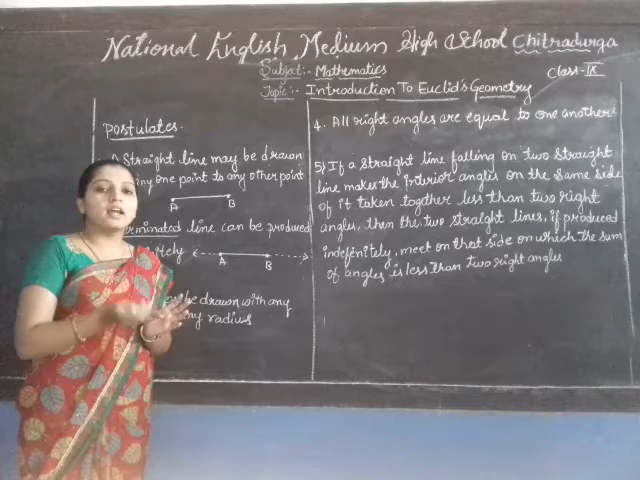 National English Medium High School Chitradurga
Subject:- Mathematics
Class-IX
Topic:- Introduction To Euclid's Geometry
Postulates.
Straight line may be drawn
any one point to any other point
A B
line can be produced
A B
be drawn with any
radius
4. All right angles are equal to one another
5) If a straight line falling on two straight
line makes the interior angles on the same side
of it taken together less than two right
angles, then the two straight lines, if produced
indefinitely, meet on that side on which the sum
of angles is less than two right angles